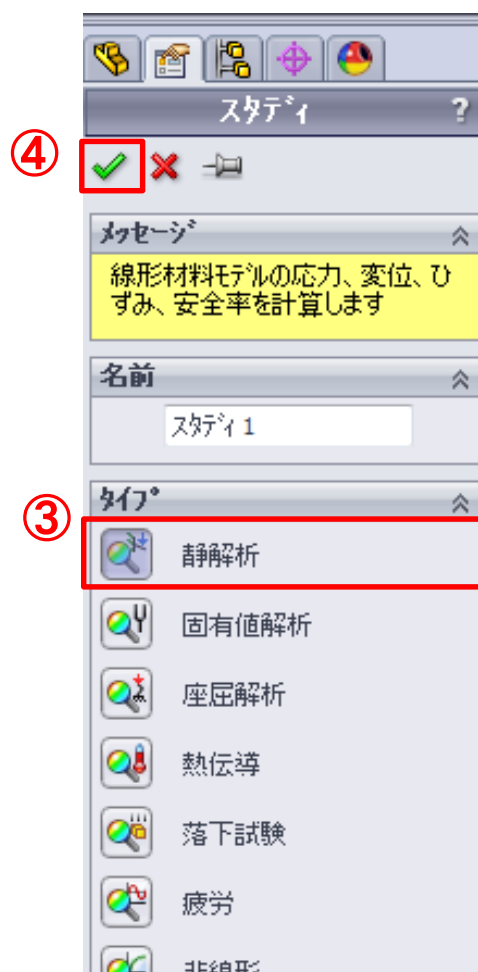 スタディ ?
④
メッセージ
線形材料モデルの応力、変位、ひ
ずみ、安全率を計算します
名前
スタディ 1
タイプ
③
静解析
固有値解析
座屈解析
熱伝導
落下試験
疲労
非線形